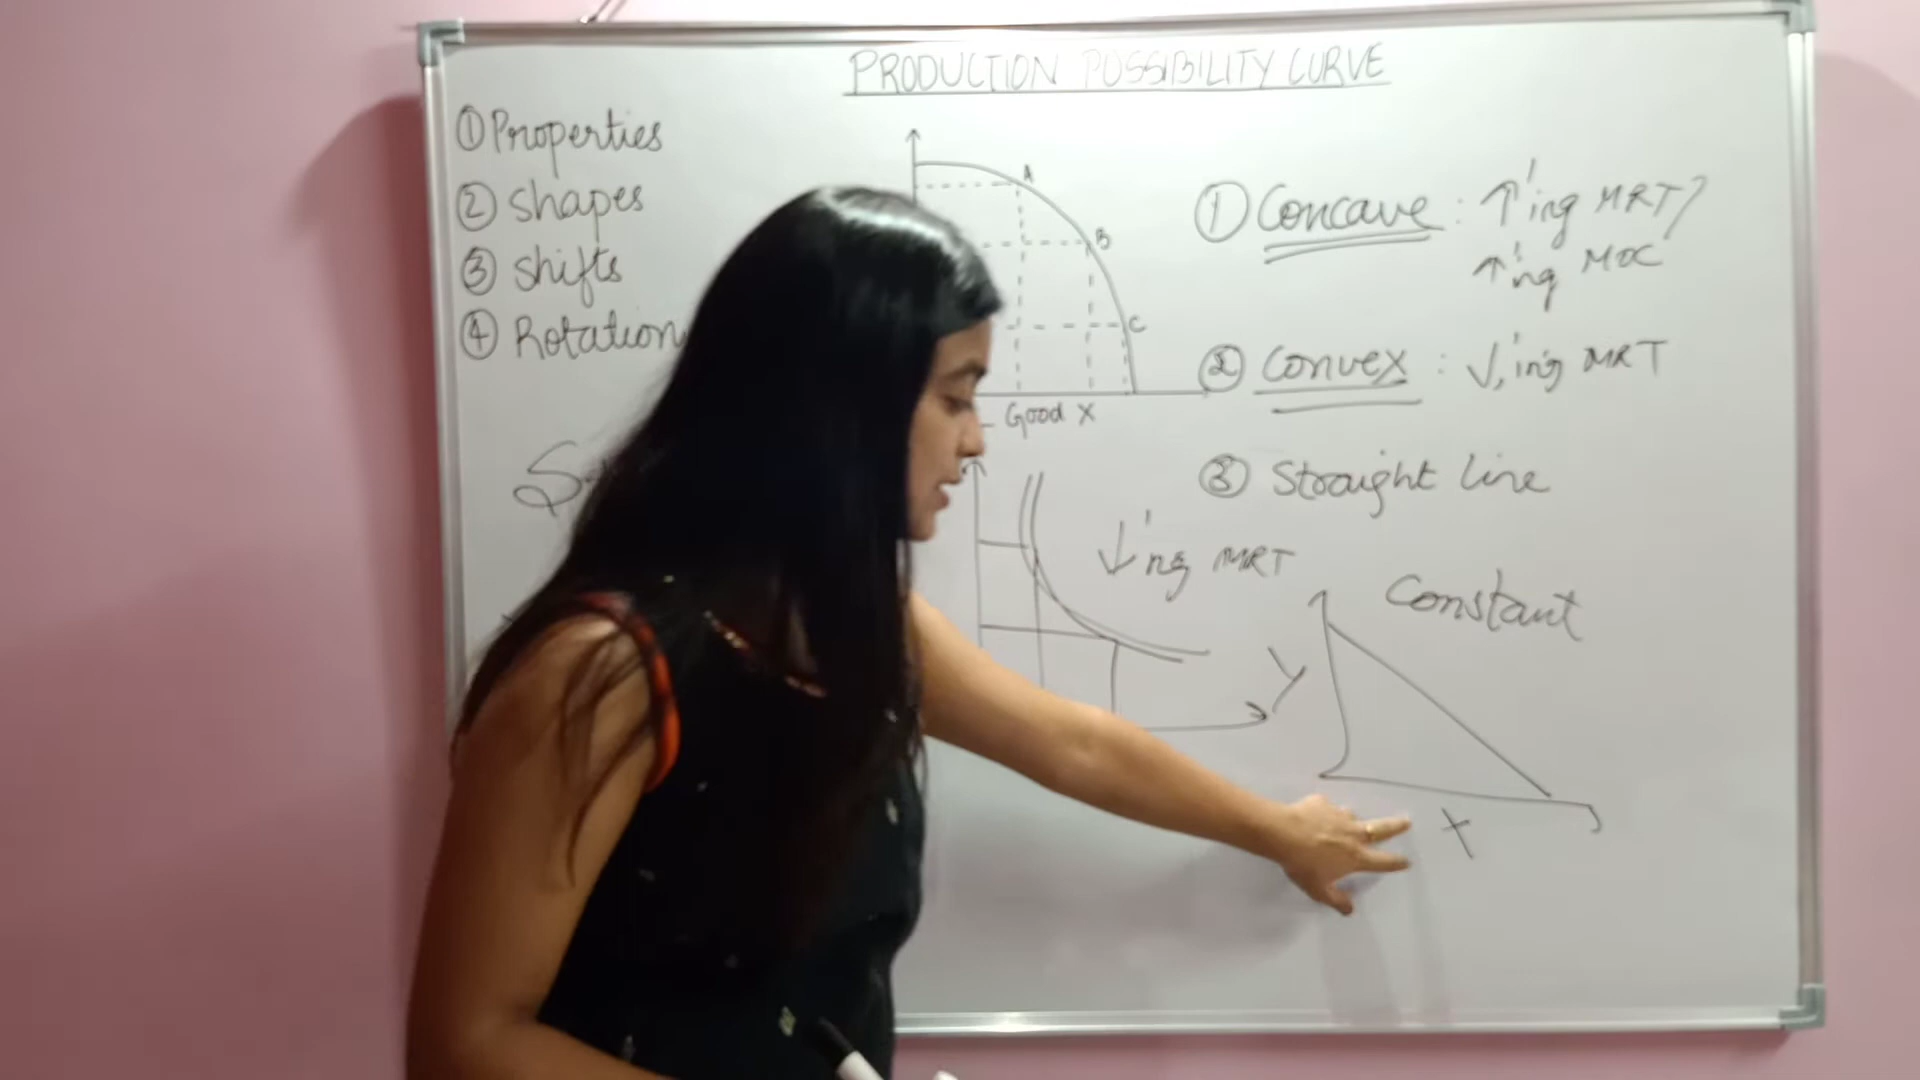 PRODUCTION POSSIBILITY CURVE
① Properties
② Shapes
③ Shifts
④ Rotation
A
B
C
Good X
① Concave : ↑'ing MRT/
↑'ing MOC
② Convex : ↓'ing MRT
③ Straight Line
↓'ng MRT
Constant
Y
X